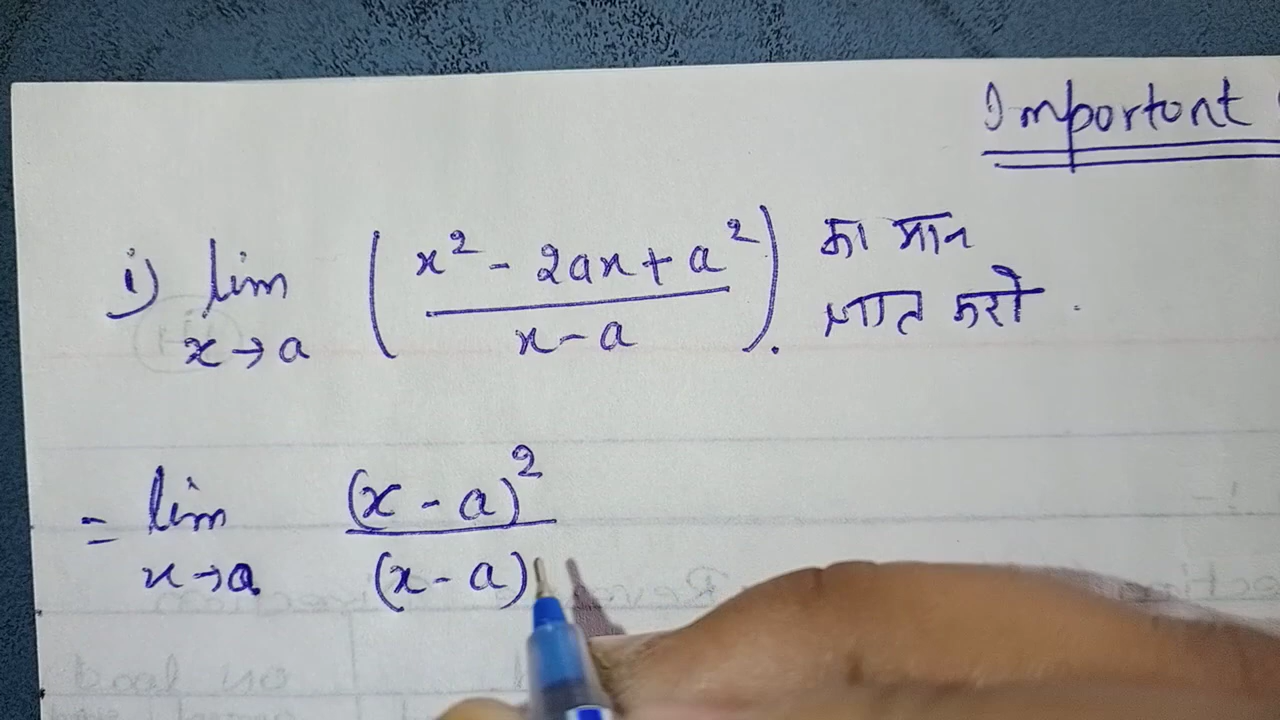 Important
i) lim x→a ( (x² - 2ax + a²) / (x-a) ). का मान
ज्ञात करो .
= lim x→a (x - a)² / (x - a)